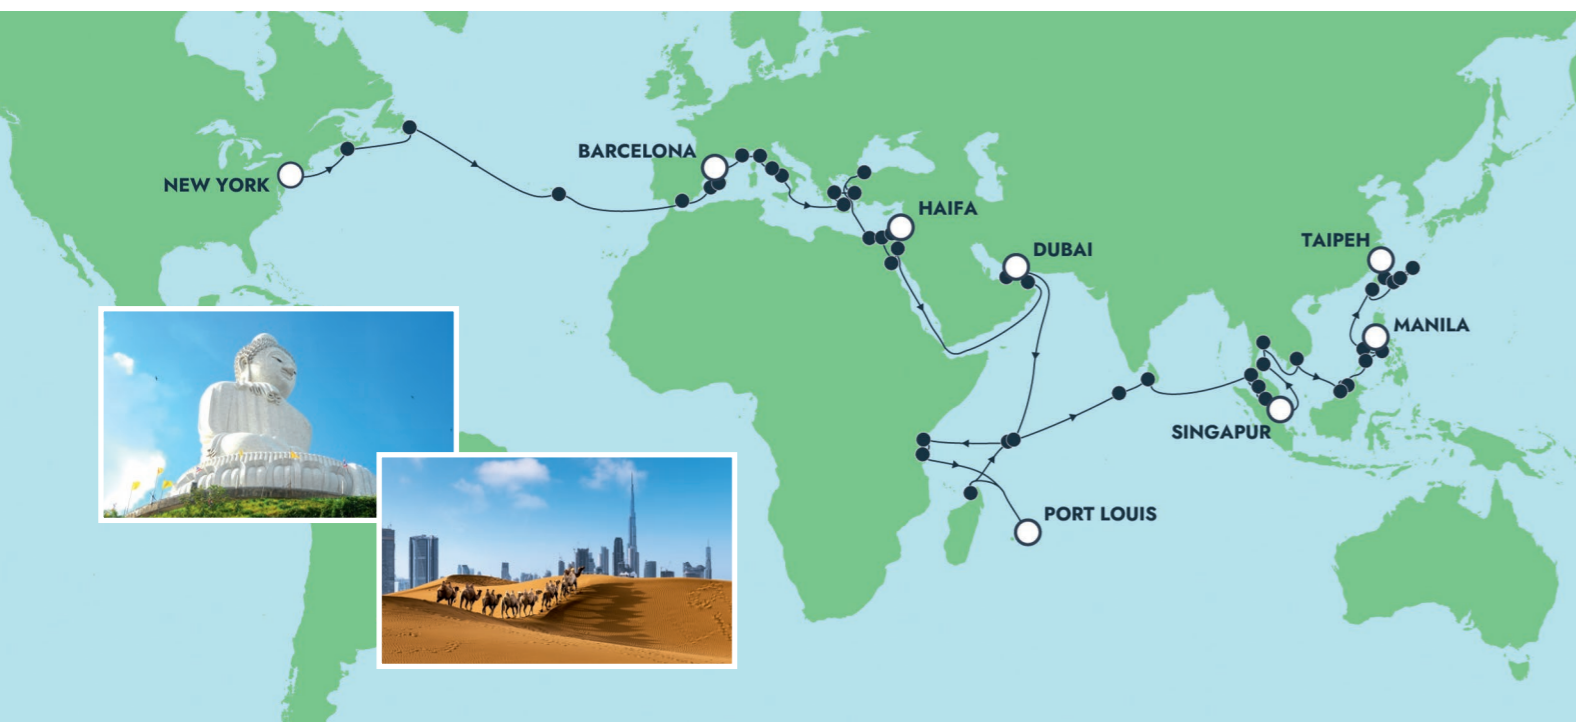 NEW YORK
BARCELONA
HAIFA
DUBAI
TAIPEH
MANILA
SINGAPUR
PORT LOUIS